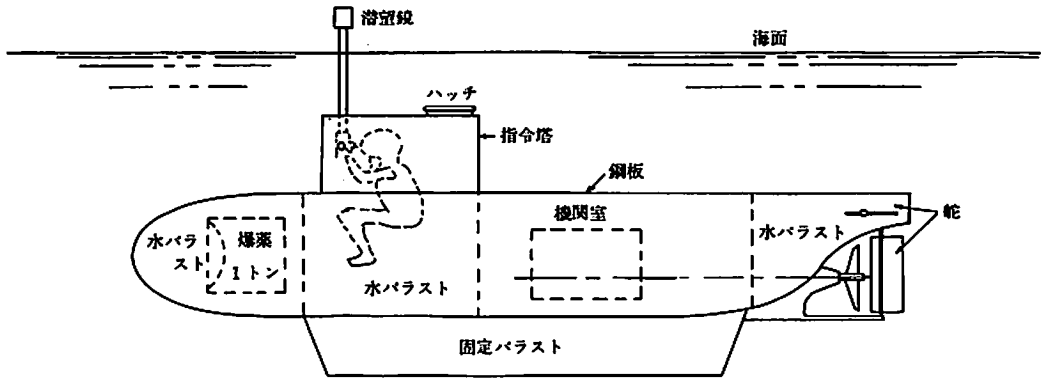 潜望鏡
海面
ハッチ
指令塔
鋼板
機関室
舵
水バラ
スト
爆薬
1トン
水バラスト
水バラスト
固定バラスト